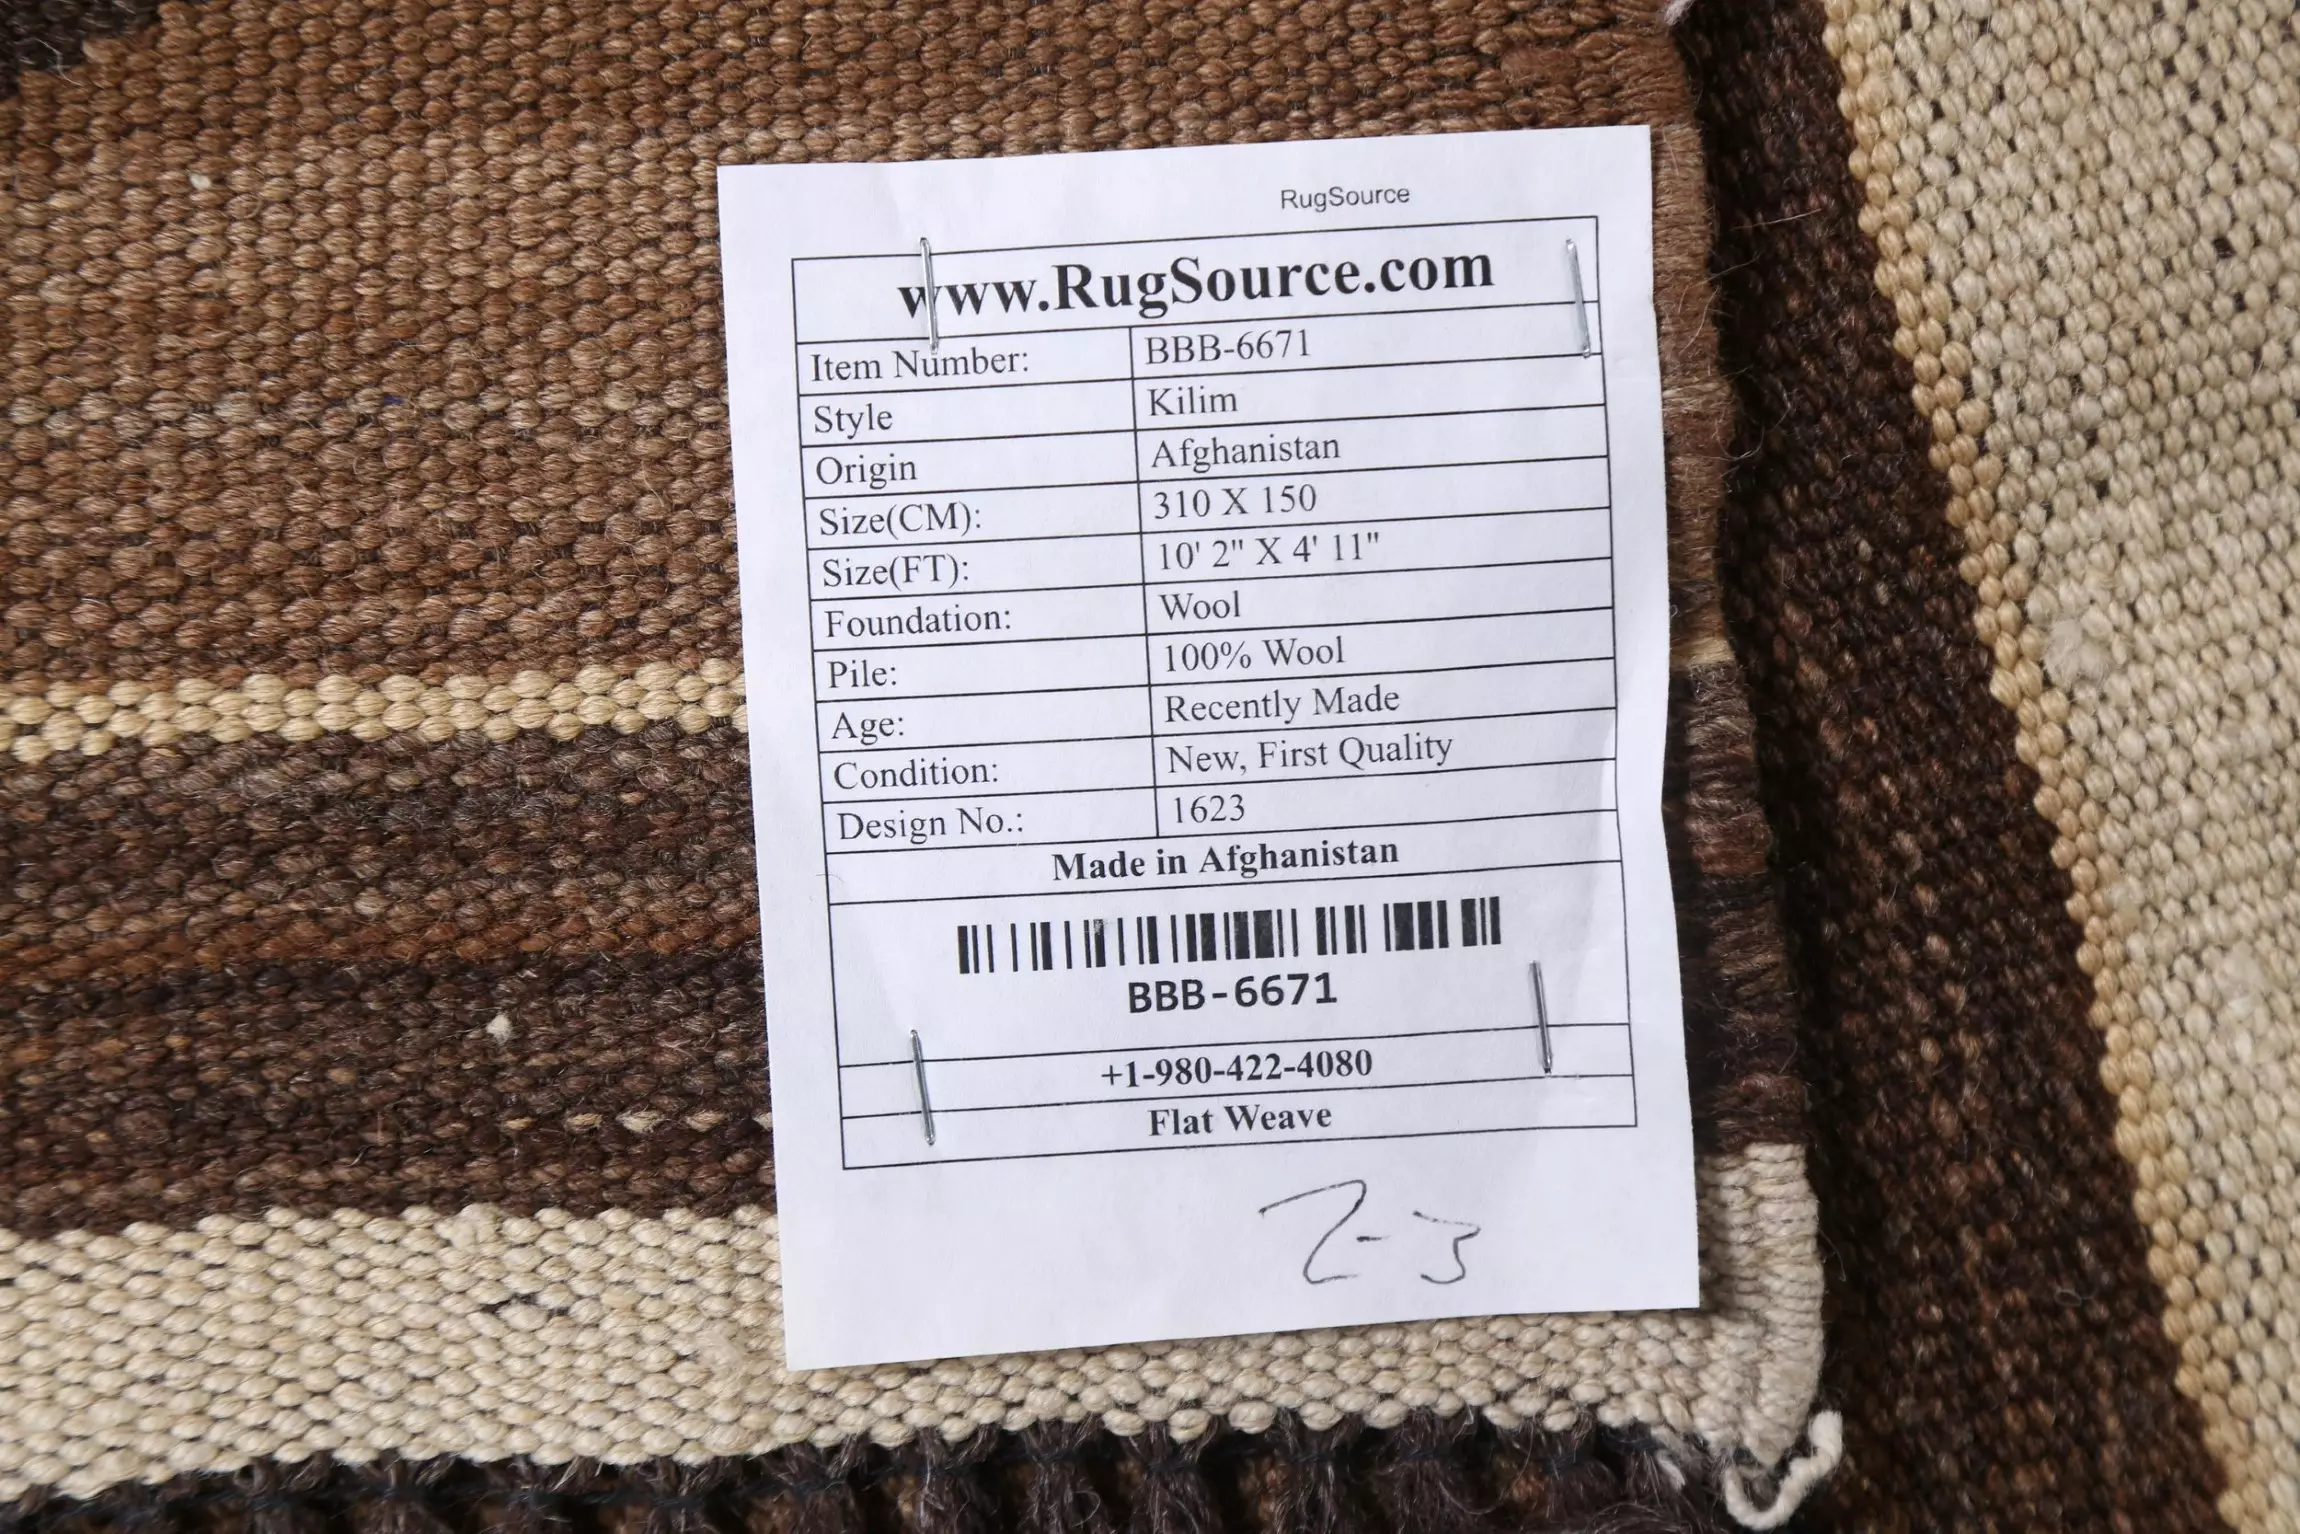 RugSource
www.RugSource.com
Item Number: BBB-6671
Style Kilim
Origin Afghanistan
Size(CM): 310 X 150
Size(FT): 10' 2" X 4' 11"
Foundation: Wool
Pile: 100% Wool
Age: Recently Made
Condition: New, First Quality
Design No.: 1623
Made in Afghanistan
BBB-6671
+1-980-422-4080
Flat Weave
Z-3